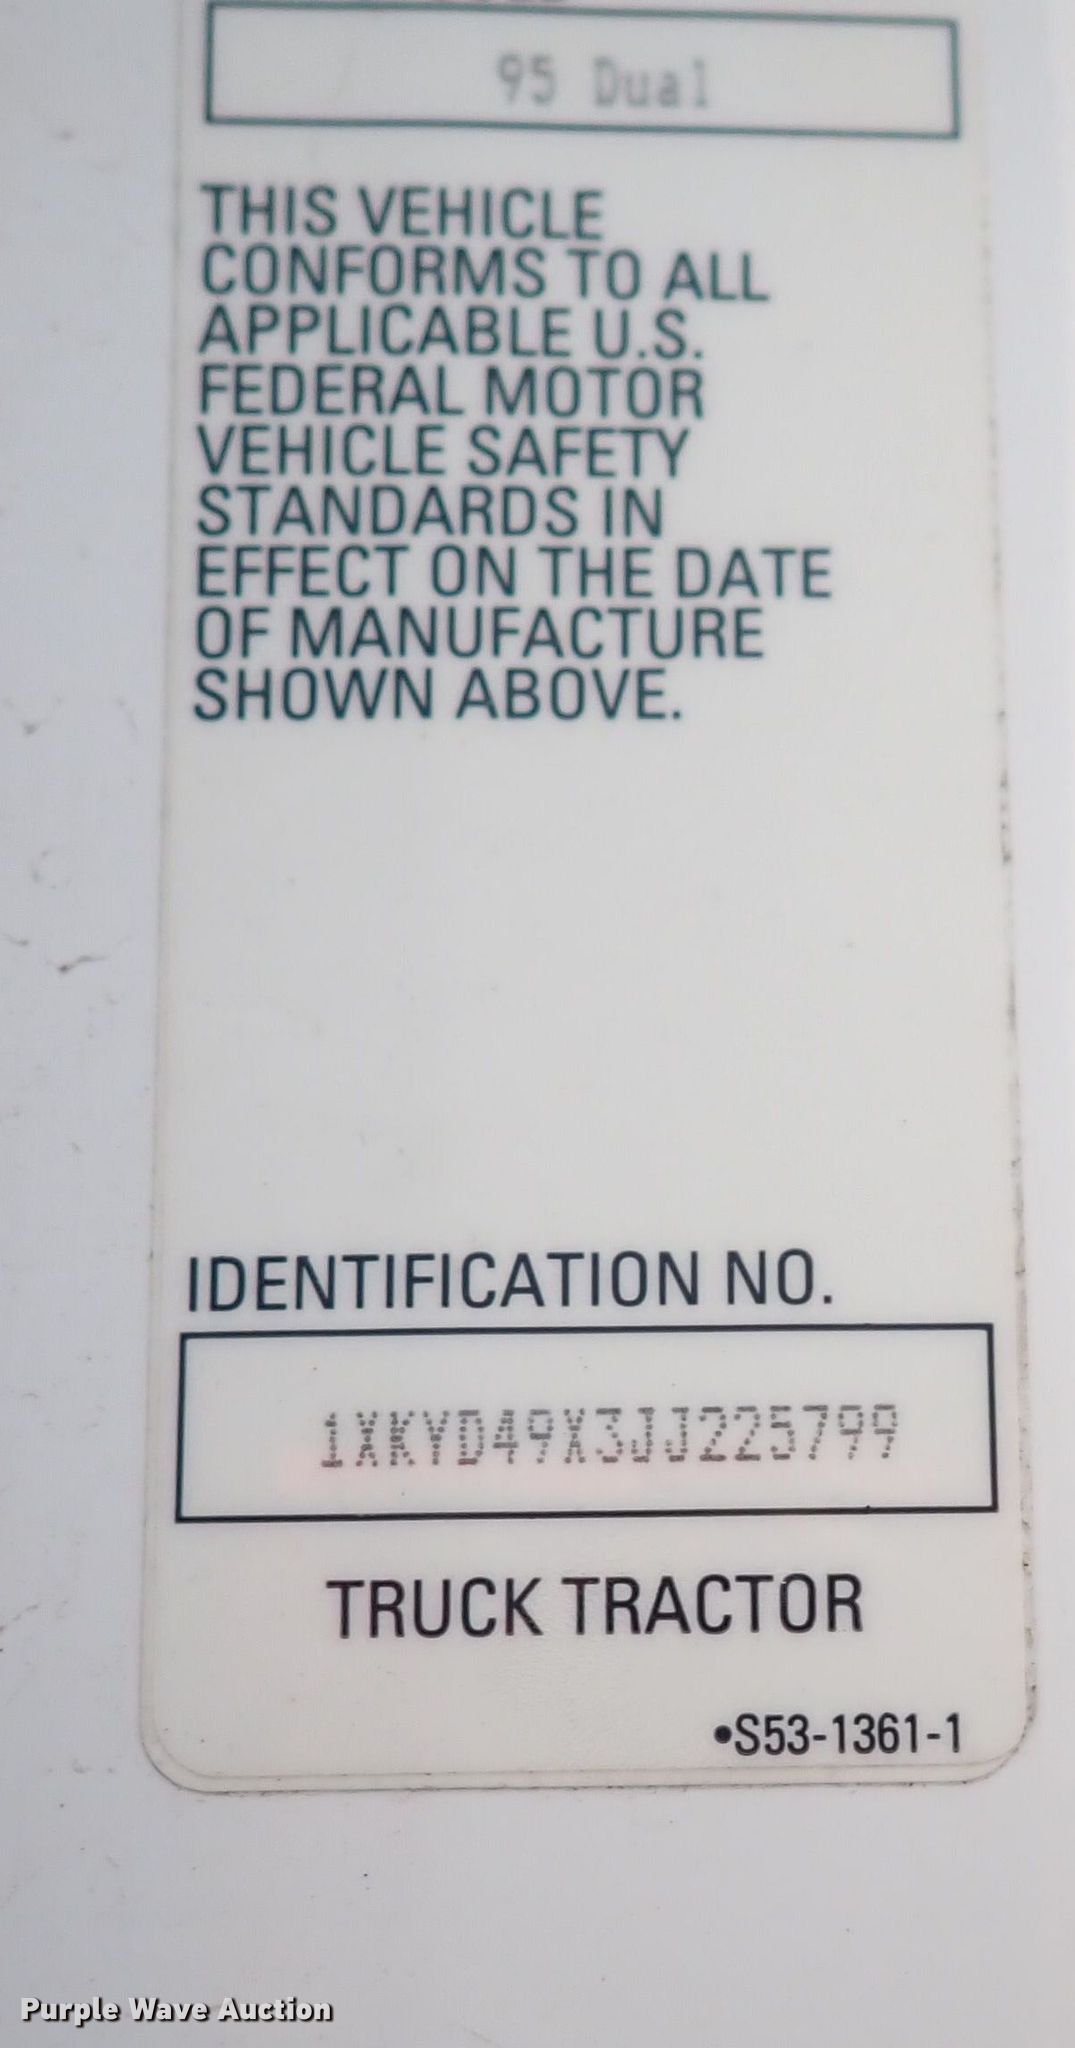 95 Dual
THIS VEHICLE
CONFORMS TO ALL
APPLICABLE U.S.
FEDERAL MOTOR
VEHICLE SAFETY
STANDARDS IN
EFFECT ON THE DATE
OF MANUFACTURE
SHOWN ABOVE.
IDENTIFICATION NO.
1XKYD49X3JJ225799
TRUCK TRACTOR
•S53-1361-1
Purple Wave Auction